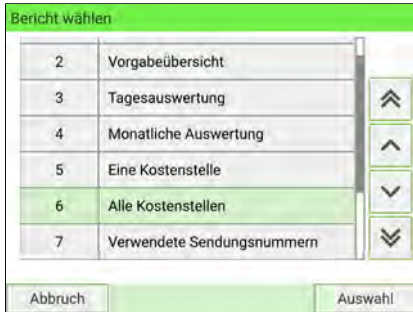 Bericht wählen
2 Vorgabeübersicht
3 Tagesauswertung
4 Monatliche Auswertung
5 Eine Kostenstelle
6 Alle Kostenstellen
7 Verwendete Sendungsnummern
Abbruch Auswahl